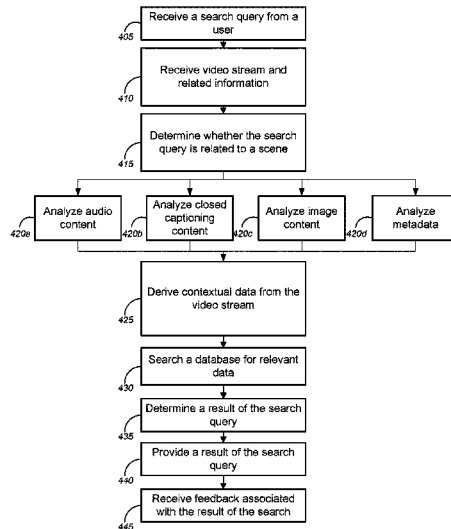 Receive a search query from a
user
405
Receive video stream and
related information
410
Determine whether the search
query is related to a scene
415
Analyze audio
content
420a
Analyze closed
captioning
content
420b
Analyze image
content
420c
Analyze
metadata
420d
Derive contextual data from the
video stream
425
Search a database for relevant
data
430
Determine a result of the search
query
435
Provide a result of the search
query
440
Receive feedback associated
with the result of the search
445